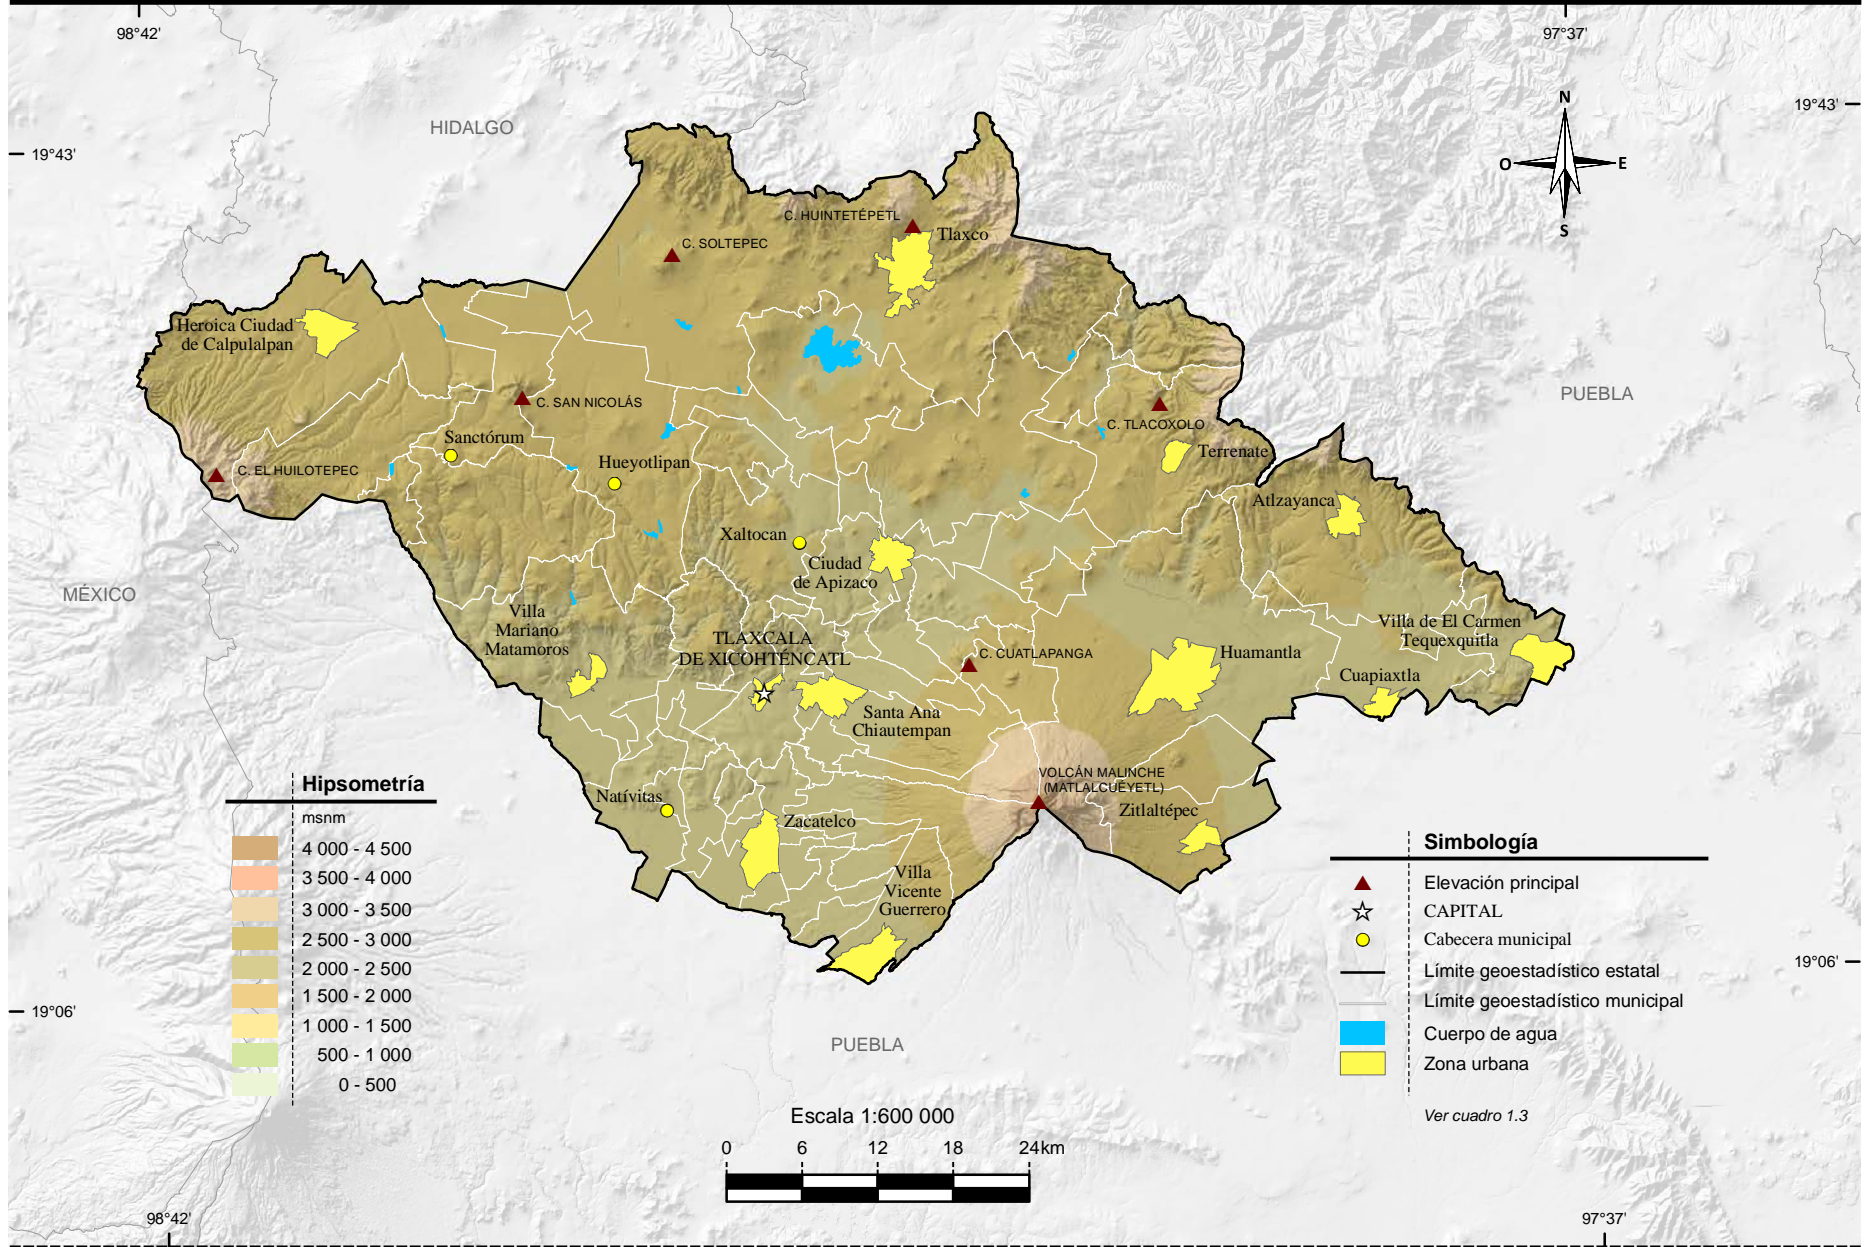 98°42'
97°37'
19°43'
19°43'
N
O
E
S
HIDALGO
C. HUINTETÉPETL
Tlaxco
C. SOLTEPEC
Heroica Ciudad
de Calpulalpan
PUEBLA
C. SAN NICOLÁS
C. TLACOXOLO
Sanctórum
Terrenate
Hueyotlipan
C. EL HUILOTEPEC
Atlzayanca
Xaltocan
Ciudad
de Apizaco
MÉXICO
Villa
Mariano
Matamoros
Villa de El Carmen
Tequexquitla
TLAXCALA
DE XICOHTÉNCATL
C. CUATLAPANGA
Huamantla
Cuapiaxtla
Santa Ana
Chiautempan
VOLCÁN MALINCHE
(MATLALCUÉYETL)
Natívitas
Zitlaltépec
Zacatelco
Villa
Vicente
Guerrero
Hipsometría
msnm
4 000 - 4 500
3 500 - 4 000
3 000 - 3 500
2 500 - 3 000
2 000 - 2 500
1 500 - 2 000
1 000 - 1 500
500 - 1 000
0 - 500
Simbología
Elevación principal
CAPITAL
Cabecera municipal
Límite geoestadístico estatal
Límite geoestadístico municipal
Cuerpo de agua
Zona urbana
Ver cuadro 1.3
19°06'
19°06'
PUEBLA
Escala 1:600 000
0 6 12 18 24km
98°42'
97°37'